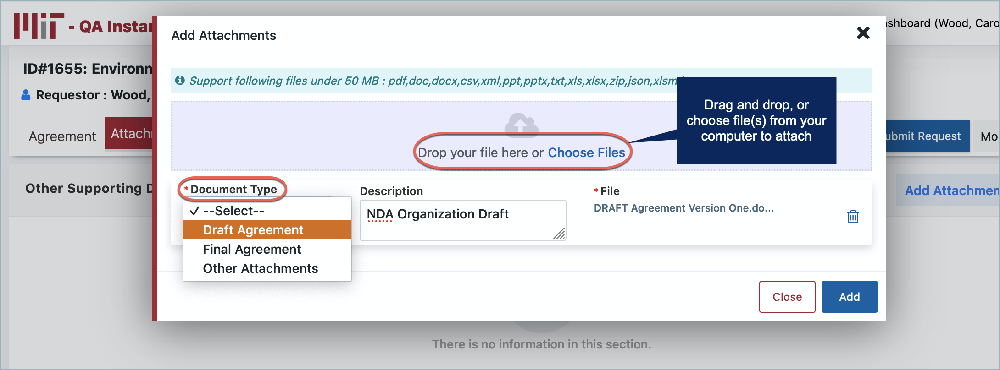 MIT - QA Instan
shboard (Wood, Caro
ID#1655: Environm
Requestor : Wood,
Agreement
Attach
ubmit Request
Mo
Other Supporting D
Add Attachmen
Add Attachments
Support following files under 50 MB : pdf,doc,docx,csv,xml,ppt,pptx,txt,xls,xlsx,zip,json,xlsm
Drag and drop, or
choose file(s) from your
computer to attach
Drop your file here or Choose Files
* Document Type
✓ --Select--
Draft Agreement
Final Agreement
Other Attachments
Description
NDA Organization Draft
* File
DRAFT Agreement Version One.do...
Close
Add
There is no information in this section.